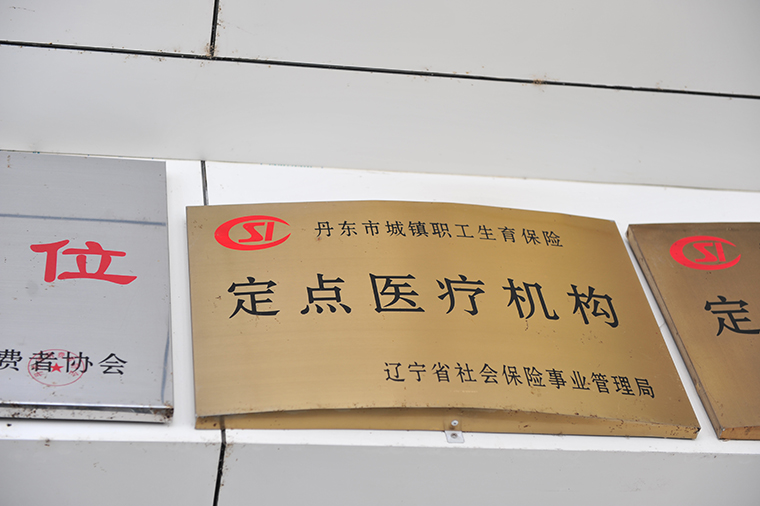 位
费者协会
SI
丹东市城镇职工生育保险
定点医疗机构
辽宁省社会保险事业管理局
SI
定